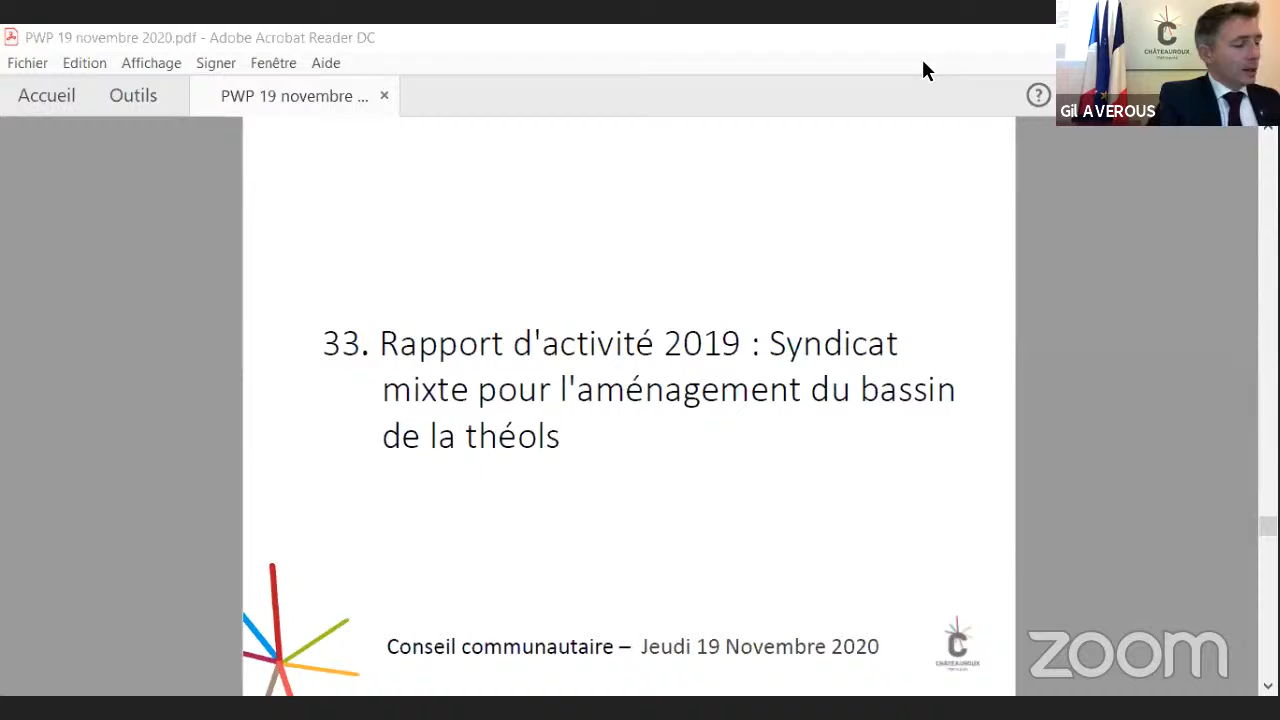 PWP 19 novembre 2020.pdf - Adobe Acrobat Reader DC
Fichier Edition Affichage Signer Fenêtre Aide
Accueil Outils PWP 19 novembre ... ×
?
CHÂTEAUROUX
Gil AVEROUS
33. Rapport d'activité 2019 : Syndicat
mixte pour l'aménagement du bassin
de la théols
Conseil communautaire – Jeudi 19 Novembre 2020
CHÂTEAUROUX
zoom